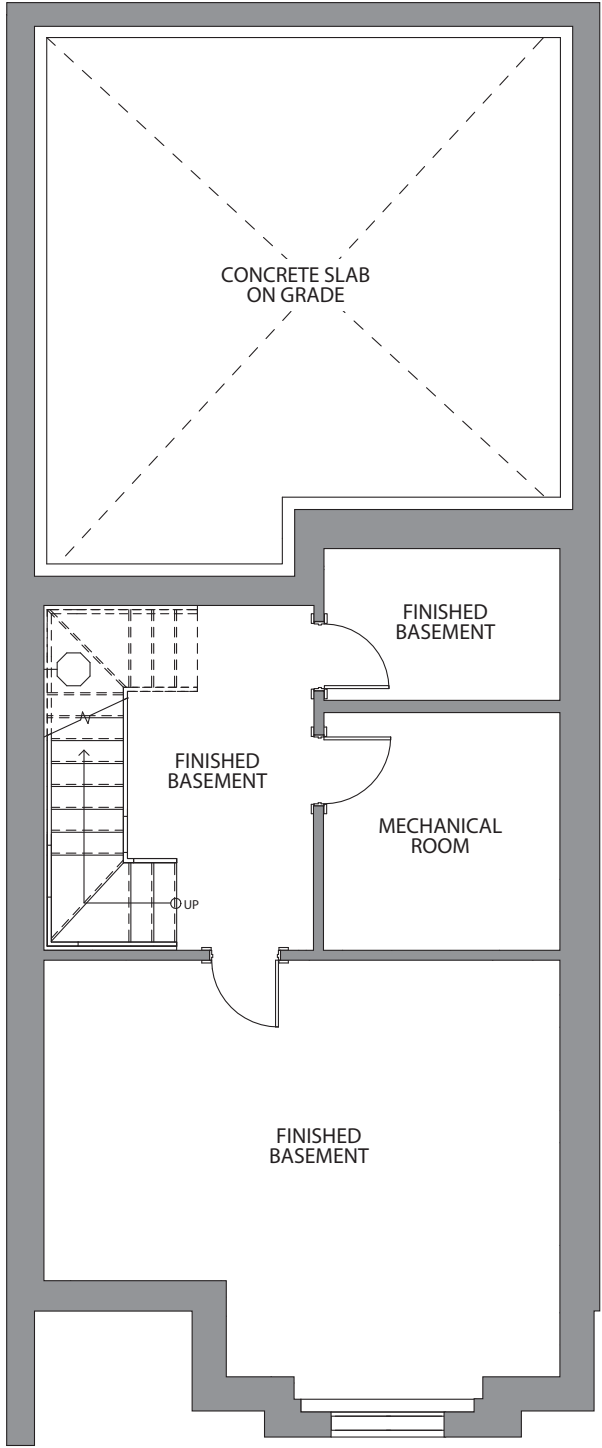 CONCRETE SLAB
ON GRADE
FINISHED
BASEMENT
FINISHED
BASEMENT
MECHANICAL
ROOM
UP
FINISHED
BASEMENT